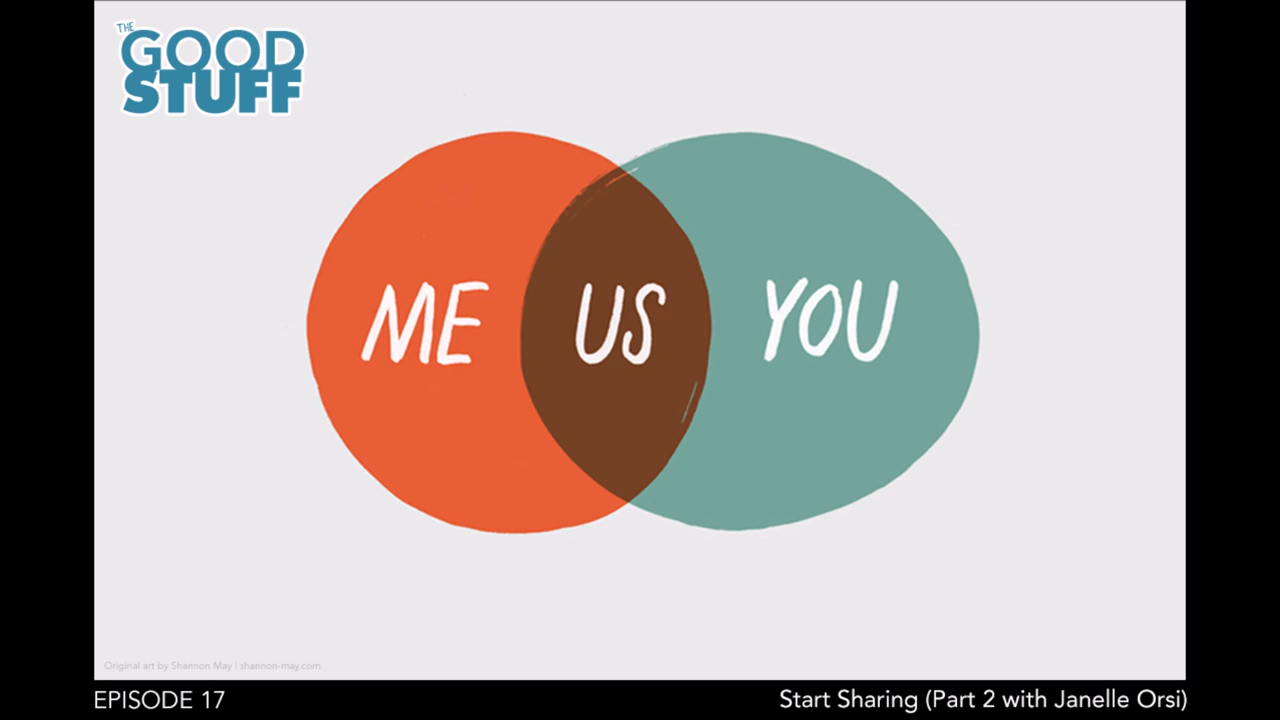 THE
GOOD
STUFF
ME US YOU
Original art by Shannon May | shannon-may.com
EPISODE 17
Start Sharing (Part 2 with Janelle Orsi)